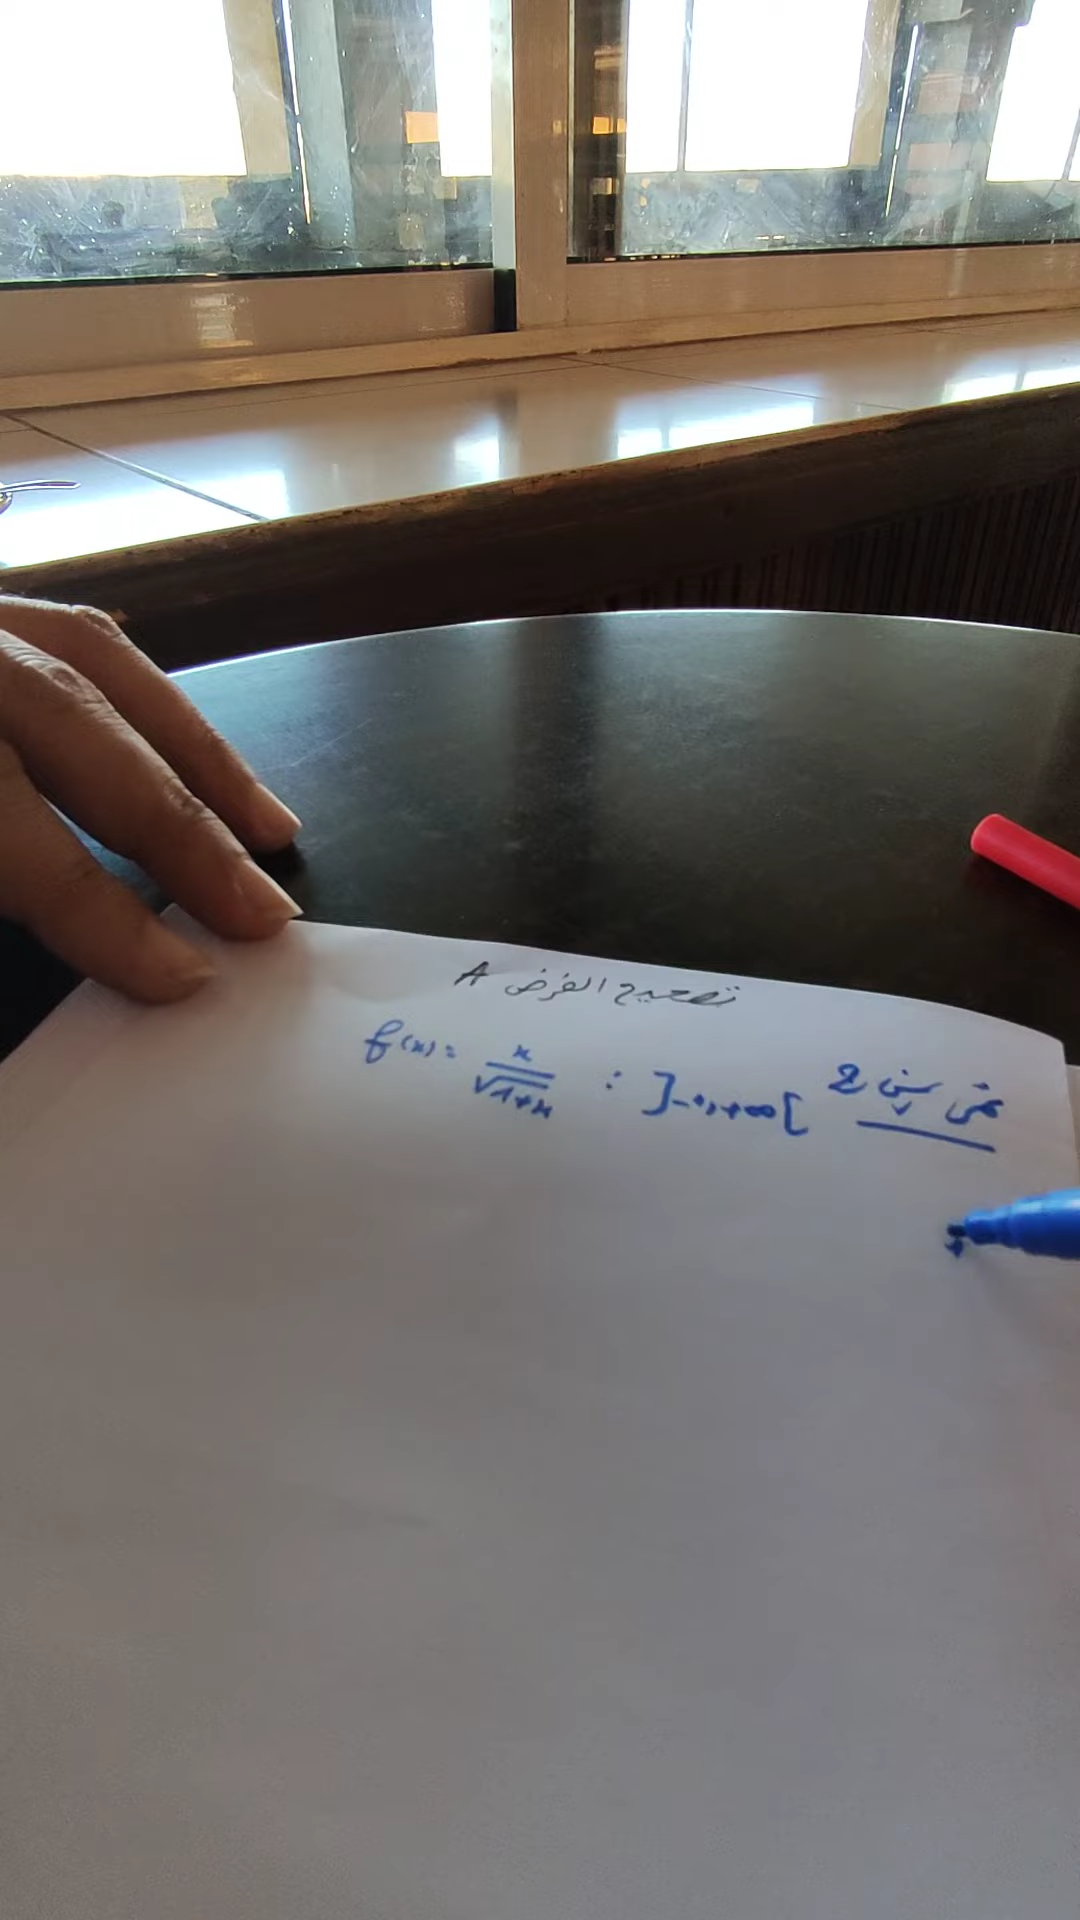 تصحيح الفرض A
تمرين 2 ]-1,+∞[ : f(x) = x/√1+x